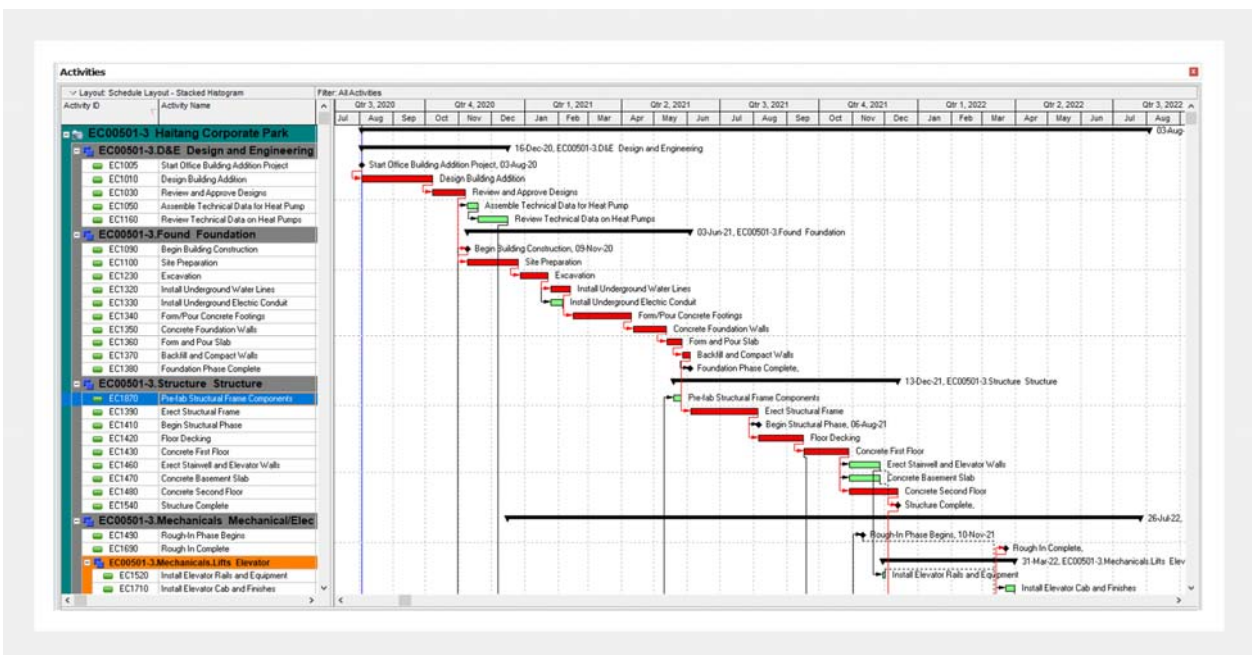 Activities
Layout: Schedule Layout - Stacked Histogram Filter: All Activities
Activity ID Activity Name Qtr 3, 2020 Qtr 4, 2020 Qtr 1, 2021 Qtr 2, 2021 Qtr 3, 2021 Qtr 4, 2021 Qtr 1, 2022 Qtr 2, 2022 Qtr 3, 2022
Jul Aug Sep Oct Nov Dec Jan Feb Mar Apr May Jun Jul Aug Sep Oct Nov Dec Jan Feb Mar Apr May Jun Jul Aug
EC00501-3 Haitang Corporate Park 03-Aug-
EC00501-3.D&E Design and Engineering 16-Dec-20, EC00501-3.D&E Design and Engineering
EC1005 Start Office Building Addition Project Start Office Building Addition Project, 03-Aug-20
EC1010 Design Building Addition Design Building Addition
EC1030 Review and Approve Designs Review and Approve Designs
EC1050 Assemble Technical Data for Heat Pump Assemble Technical Data for Heat Pump
EC1160 Review Technical Data on Heat Pumps Review Technical Data on Heat Pumps
EC00501-3.Found Foundation 03-Jun-21, EC00501-3.Found Foundation
EC1090 Begin Building Construction Begin Building Construction, 09-Nov-20
EC1100 Site Preparation Site Preparation
EC1230 Excavation Excavation
EC1320 Install Underground Water Lines Install Underground Water Lines
EC1330 Install Underground Electric Conduit Install Underground Electric Conduit
EC1340 Form/Pour Concrete Footings Form/Pour Concrete Footings
EC1350 Concrete Foundation Walls Concrete Foundation Walls
EC1360 Form and Pour Slab Form and Pour Slab
EC1370 Backfill and Compact Walls Backfill and Compact Walls
EC1380 Foundation Phase Complete Foundation Phase Complete,
EC00501-3.Structure Structure 13-Dec-21, EC00501-3.Structure Structure
EC1870 Pre-fab Structural Frame Components Pre-fab Structural Frame Components
EC1390 Erect Structural Frame Erect Structural Frame
EC1410 Begin Structural Phase Begin Structural Phase, 06-Aug-21
EC1420 Floor Decking Floor Decking
EC1430 Concrete First Floor Concrete First Floor
EC1460 Erect Stairwell and Elevator Walls Erect Stairwell and Elevator Walls
EC1470 Concrete Basement Slab Concrete Basement Slab
EC1480 Concrete Second Floor Concrete Second Floor
EC1540 Structure Complete Structure Complete,
EC00501-3.Mechanicals Mechanical/Elec 26-Jul-22,
EC1490 Rough-In Phase Begins Rough-In Phase Begins, 10-Nov-21
EC1690 Rough In Complete Rough In Complete,
EC00501-3.Mechanicals.Lifts Elevator 31-Mar-22, EC00501-3.Mechanicals.Lifts Elev
EC1520 Install Elevator Rails and Equipment Install Elevator Rails and Equipment
EC1710 Install Elevator Cab and Finishes Install Elevator Cab and Finishes